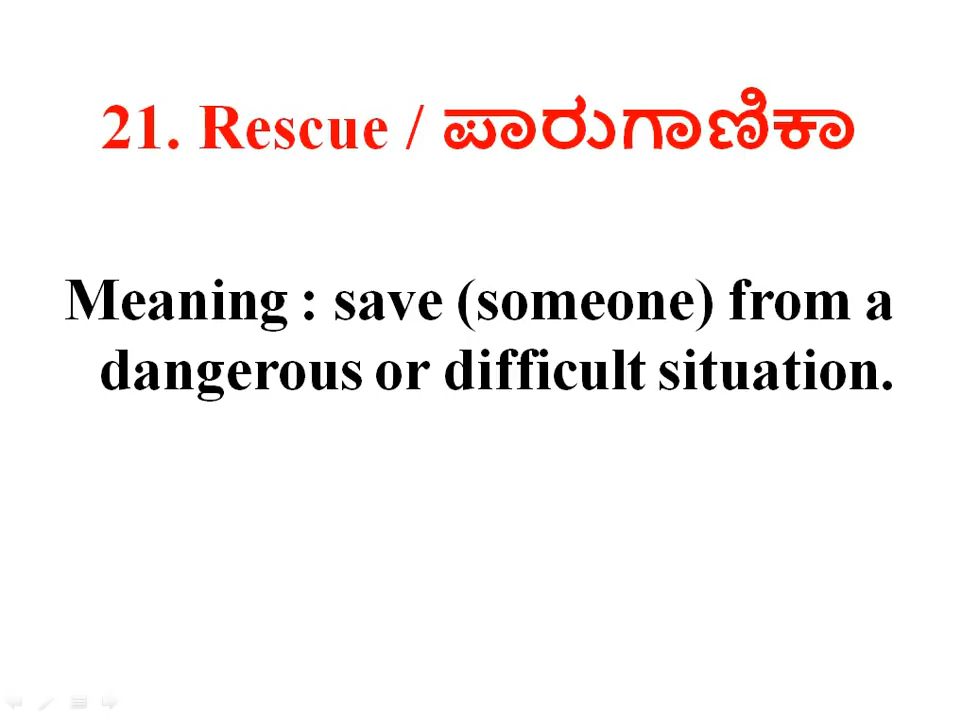 21. Rescue / ಪಾರುಗಾಣಿಕಾ
Meaning : save (someone) from a
dangerous or difficult situation.